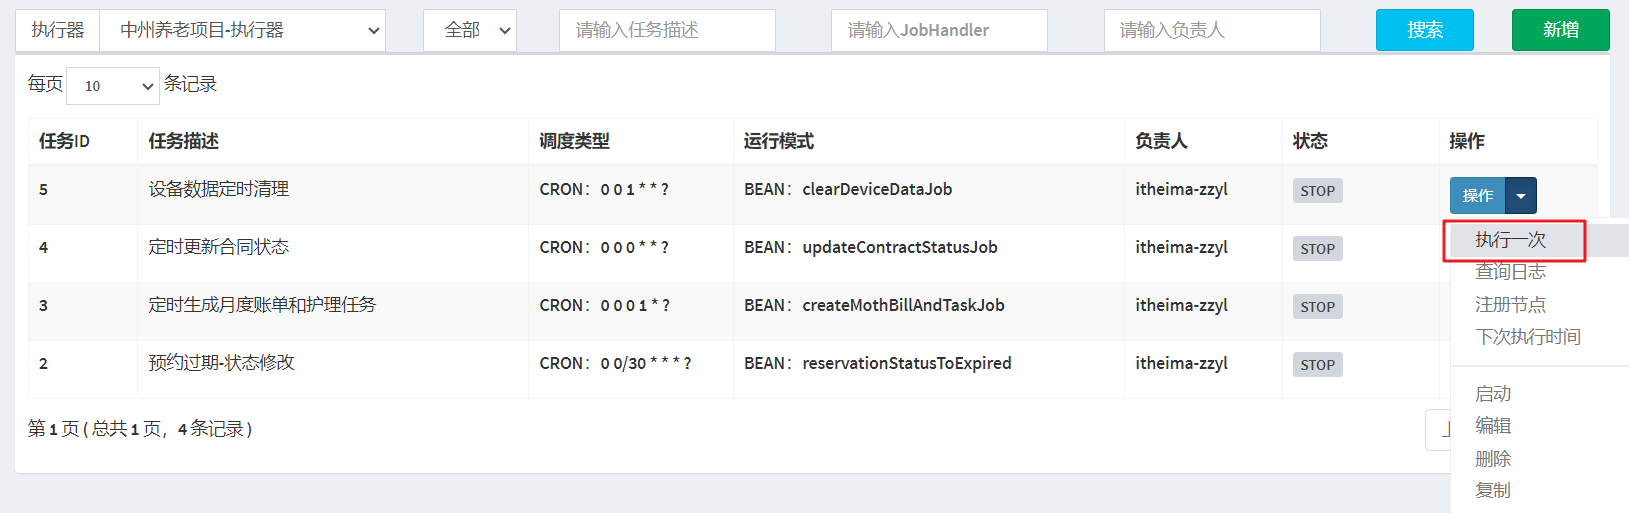 执行器 中州养老项目-执行器 全部 请输入任务描述 请输入JobHandler 请输入负责人 搜索 新增
每页 10 条记录
任务ID 任务描述 调度类型 运行模式 负责人 状态 操作
5 设备数据定时清理 CRON：0 0 1 * * ? BEAN：clearDeviceDataJob itheima-zzyl STOP 操作
执行一次
4 定时更新合同状态 CRON：0 0 0 * * ? BEAN：updateContractStatusJob itheima-zzyl STOP
查询日志
3 定时生成月度账单和护理任务 CRON：0 0 0 1 * ? BEAN：createMothBillAndTaskJob itheima-zzyl STOP
注册节点
下次执行时间
2 预约过期-状态修改 CRON：0 0/30 * * * ? BEAN：reservationStatusToExpired itheima-zzyl STOP
启动
编辑
第 1 页 ( 总共 1 页，4 条记录 )
删除
复制